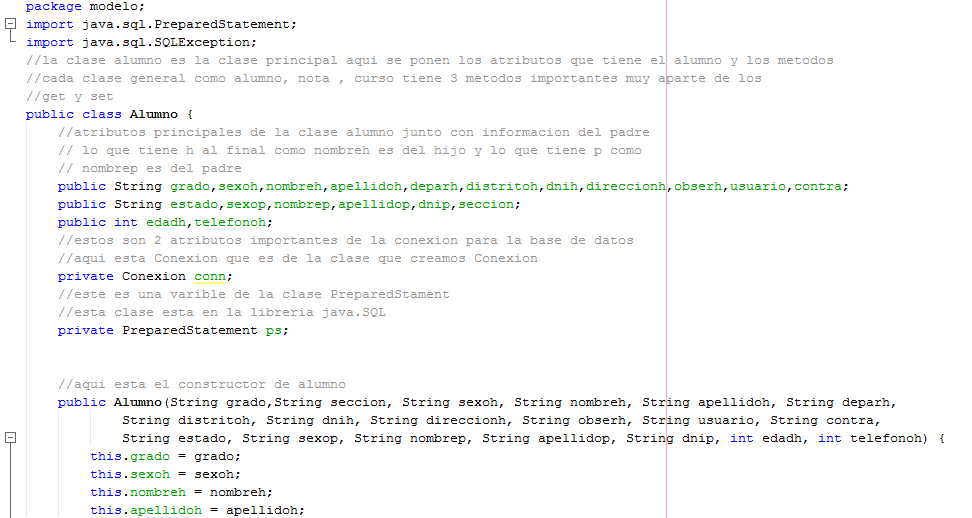 package modelo;
import java.sql.PreparedStatement;
import java.sql.SQLException;
//la clase alumno es la clase principal aqui se ponen los atributos que tiene el alumno y los metodos
//cada clase general como alumno, nota , curso tiene 3 metodos importantes muy aparte de los
//get y set
public class Alumno {
//atributos principales de la clase alumno junto con informacion del padre
// lo que tiene h al final como nombreh es del hijo y lo que tiene p como
// nombrep es del padre
public String grado,sexoh,nombreh,apellidoh,deparh,distritoh,dnih,direccionh,obserh,usuario,contra;
public String estado,sexop,nombrep,apellidop,dnip,seccion;
public int edadh,telefonoh;
//estos son 2 atributos importantes de la conexion para la base de datos
//aqui esta Conexion que es de la clase que creamos Conexion
private Conexion conn;
//este es una varible de la clase PreparedStament
//esta clase esta en la libreria java.SQL
private PreparedStatement ps;
//aqui esta el constructor de alumno
public Alumno(String grado,String seccion, String sexoh, String nombreh, String apellidoh, String deparh,
String distritoh, String dnih, String direccionh, String obserh, String usuario, String contra,
String estado, String sexop, String nombrep, String apellidop, String dnip, int edadh, int telefonoh) {
this.grado = grado;
this.sexoh = sexoh;
this.nombreh = nombreh;
this.apellidoh = apellidoh;